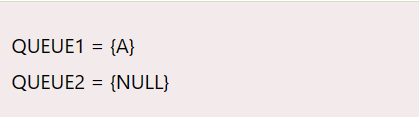 QUEUE1 = {A}
QUEUE2 = {NULL}